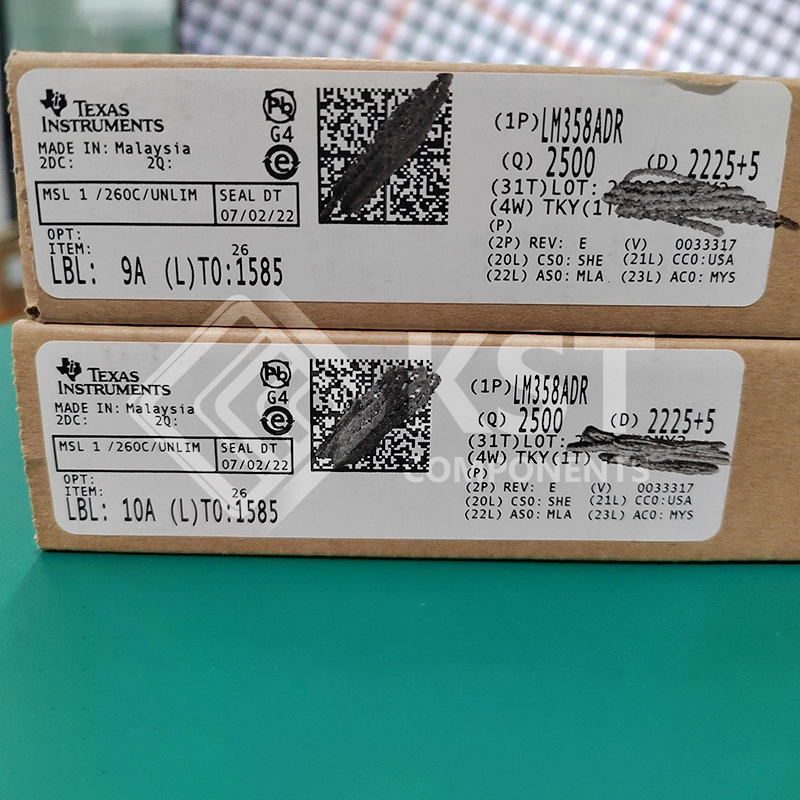 TEXAS
INSTRUMENTS
MADE IN: Malaysia
2DC: 2Q:
MSL 1 /260C/UNLIM
SEAL DT
07/02/22
OPT:
ITEM:
26
LBL: 9A (L)TO:1585
Pb
G4
e
(1P)LM358ADR
(Q) 2500 (D) 2225+5
(31T)LOT:
(4W) TKY(1T
(P)
(2P) REV: E (V) 0033317
(20L) CSO: SHE (21L) CCO:USA
(22L) ASO: MLA (23L) ACO: MYS
TEXAS
INSTRUMENTS
MADE IN: Malaysia
2DC: 2Q:
MSL 1 /260C/UNLIM
SEAL DT
07/02/22
OPT:
ITEM:
26
LBL: 10A (L)TO:1585
Pb
G4
e
(1P)LM358ADR
(Q) 2500 (D) 2225+5
(31T)LOT:
(4W) TKY(1T)
(P)
(2P) REV: E (V) 0033317
(20L) CSO: SHE (21L) CCO:USA
(22L) ASO: MLA (23L) ACO: MYS
KST
COMPONENTS